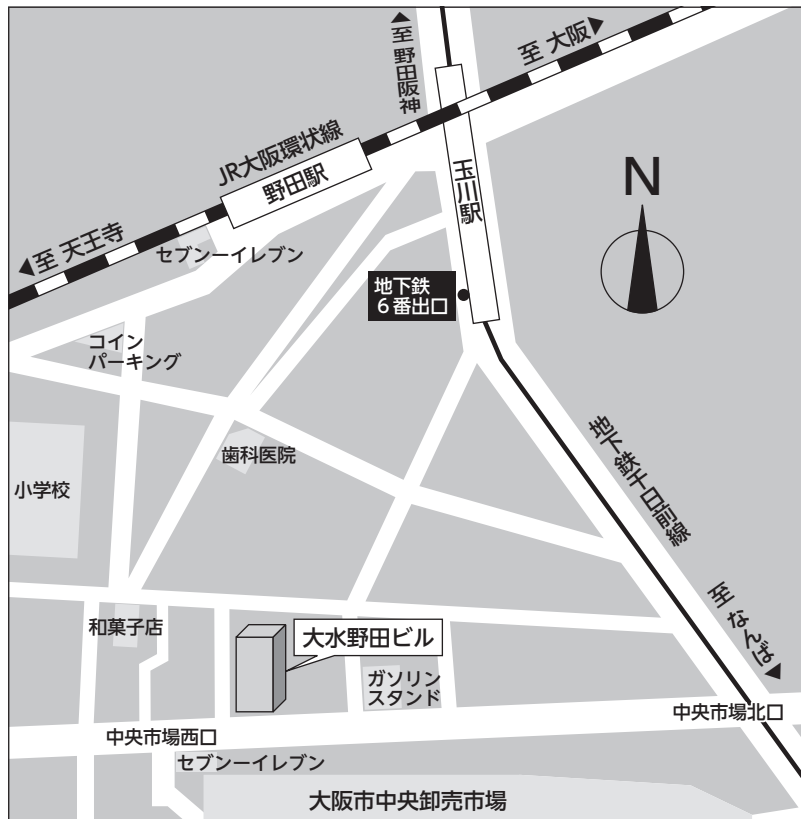 至 野田阪神
至 大阪
JR大阪環状線
野田駅
玉川駅
N
至 天王寺
セブンーイレブン
地下鉄
６番出口
コイン
パーキング
歯科医院
地下鉄千日前線
小学校
至 なんば
和菓子店
大水野田ビル
ガソリン
スタンド
中央市場北口
中央市場西口
セブンーイレブン
大阪市中央卸売市場